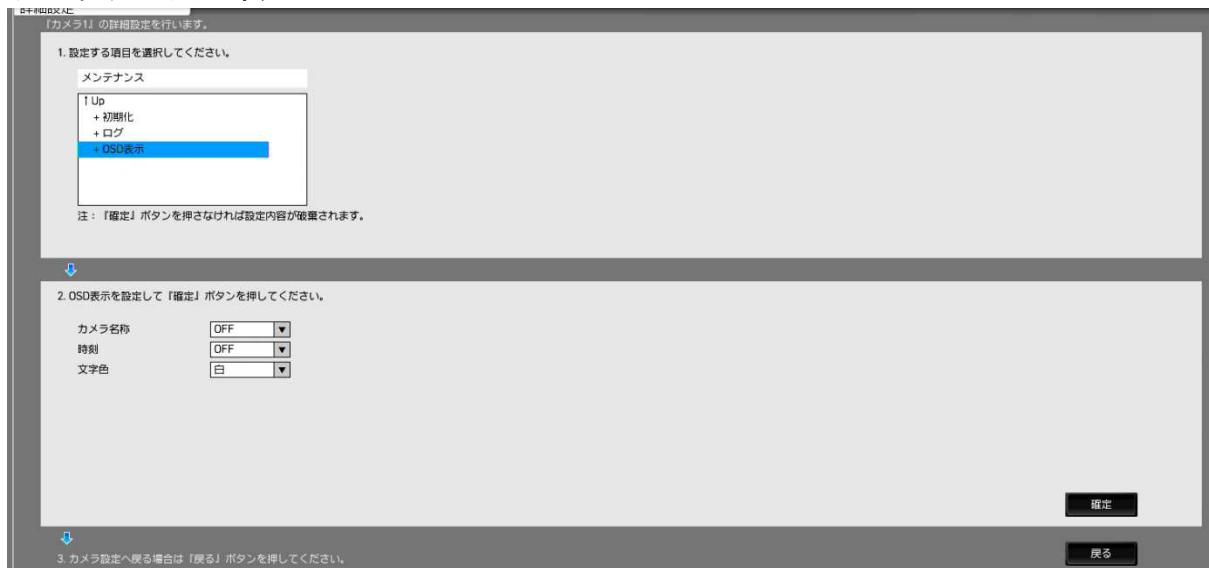 詳細設定
『カメラ1』の詳細設定を行います。
1. 設定する項目を選択してください。
メンテナンス
↑Up
+ 初期化
+ ログ
+ OSD表示
注：『確定』ボタンを押さなければ設定内容が破棄されます。
2. OSD表示を設定して『確定』ボタンを押してください。
カメラ名称 OFF ▼
時刻 OFF ▼
文字色 白 ▼
確定
3. カメラ設定へ戻る場合は『戻る』ボタンを押してください。 戻る